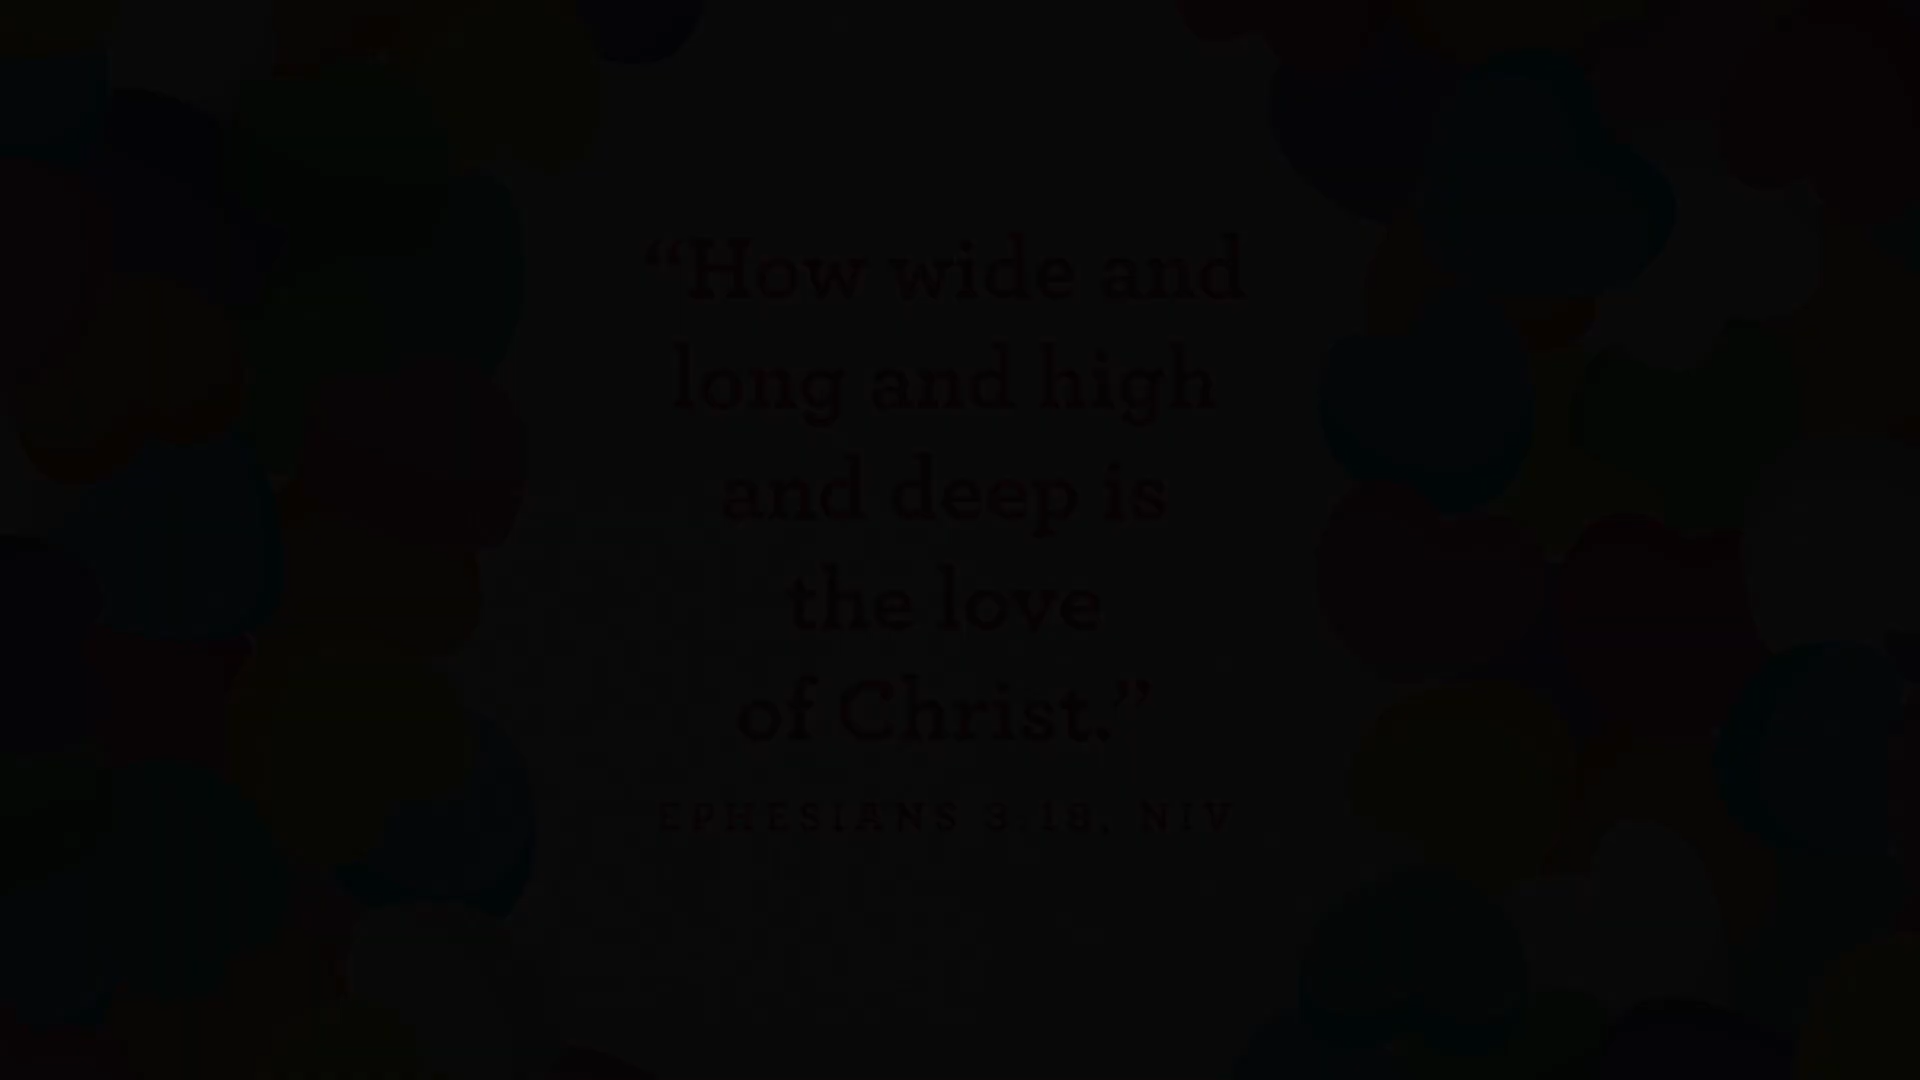 “How wide and
long and high
and deep is
the love
of Christ.”
EPHESIANS 3:18, NIV